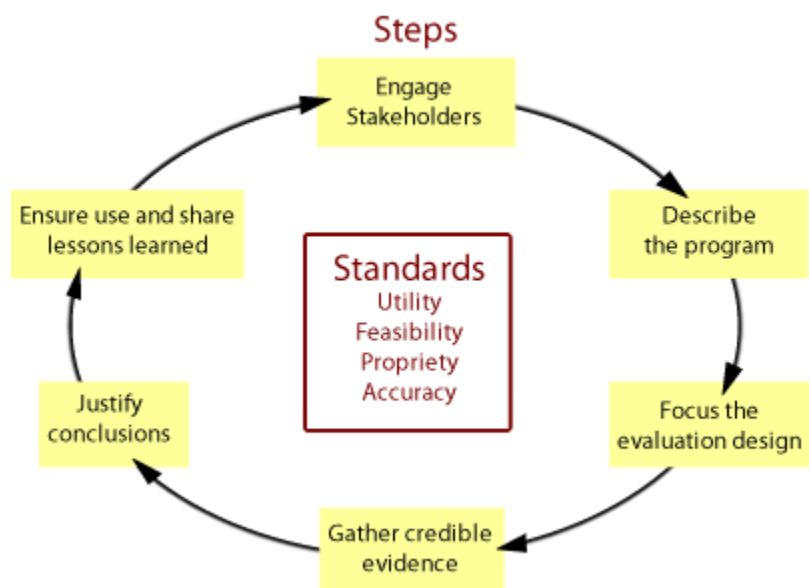 Steps
Engage
Stakeholders
Describe
the program
Focus the
evaluation design
Gather credible
evidence
Justify
conclusions
Ensure use and share
lessons learned
Standards
Utility
Feasibility
Propriety
Accuracy